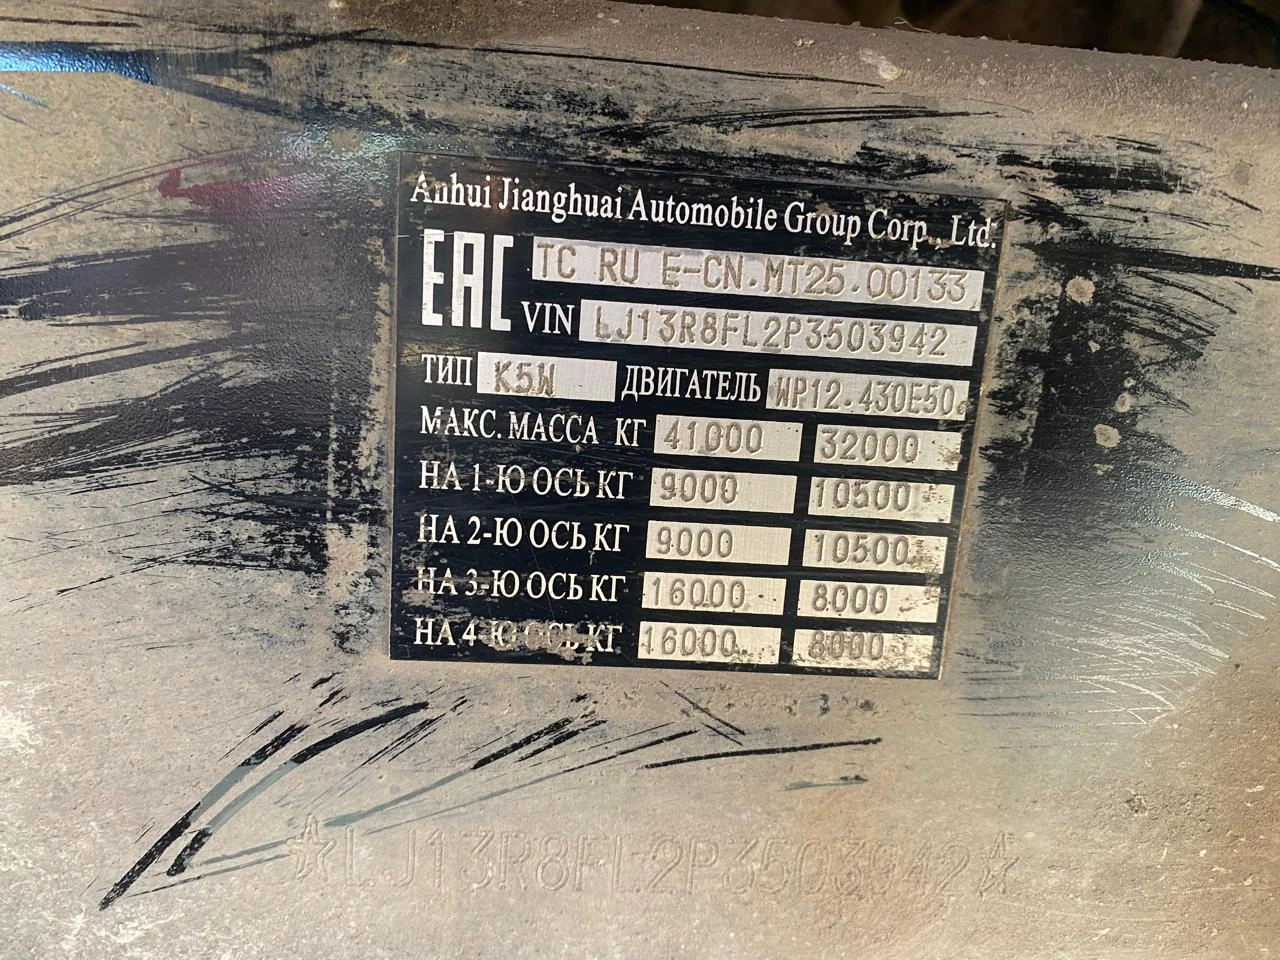 Anhui Jianghuai Automobile Group Corp., Ltd.
EAC TC RU E-CN.MT25.00133
VIN LJ13R8FL2P3503942
ТИП K5W ДВИГАТЕЛЬ WP12.430E50
МАКС. МАССА КГ 41000 32000
НА 1-Ю ОСЬ КГ 9000 10500
НА 2-Ю ОСЬ КГ 9000 10500
НА 3-Ю ОСЬ КГ 16000 8000
НА 4-Ю ОСЬ КГ 16000 8000
☆LJ13R8FL2P3503942☆